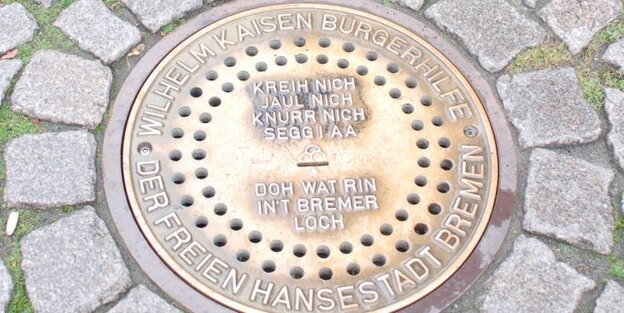 WILHELM KAISEN BÜRGERHILFE
KREIH NICH
JAUL NICH
KNURR NICH
SEGG I AA
DOH WAT RIN
IN'T BREMER
LOCH
DER FREIEN HANSESTADT BREMEN